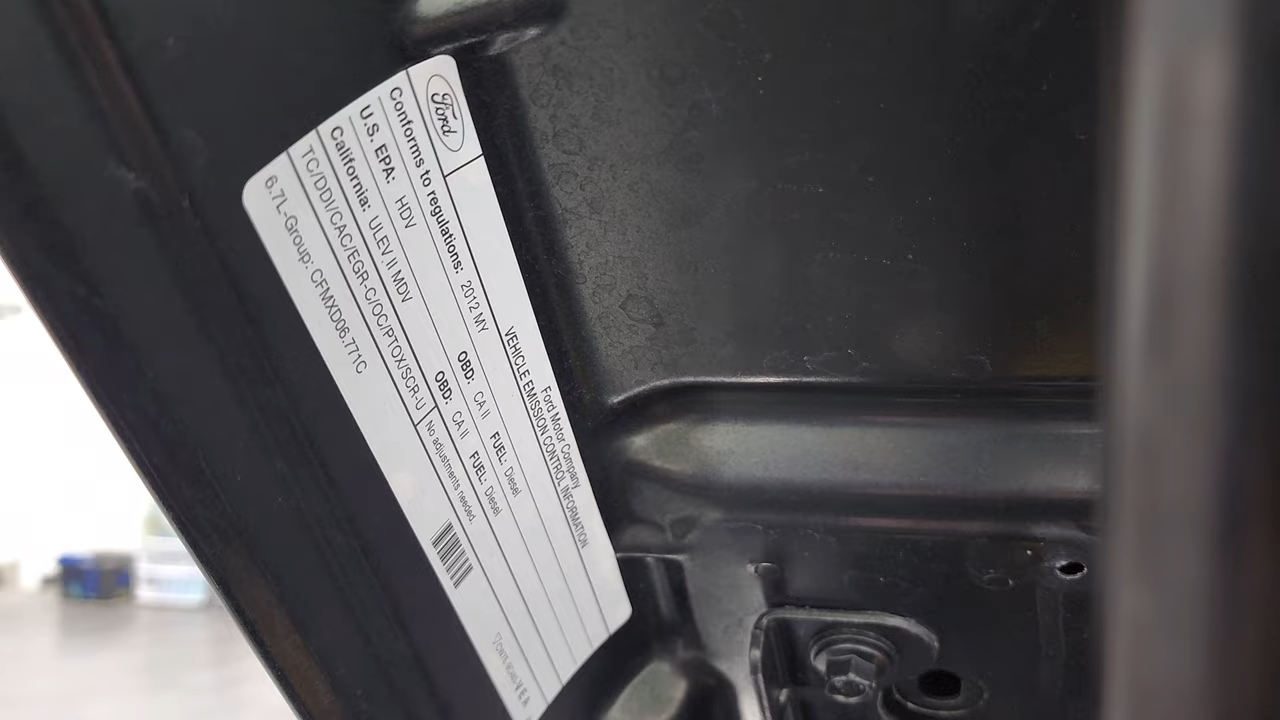 Ford
Ford Motor Company
VEHICLE EMISSION CONTROL INFORMATION
Conforms to regulations: 2012 MY
U.S. EPA: HDV OBD: CA II FUEL: Diesel
California: ULEV II MDV OBD: CA II FUEL: Diesel
TC/DDI/CAC/EGR-C/OC/PTOX/SCR-U No adjustments needed.
6.7L-Group: CFMXD06.771C
VEA